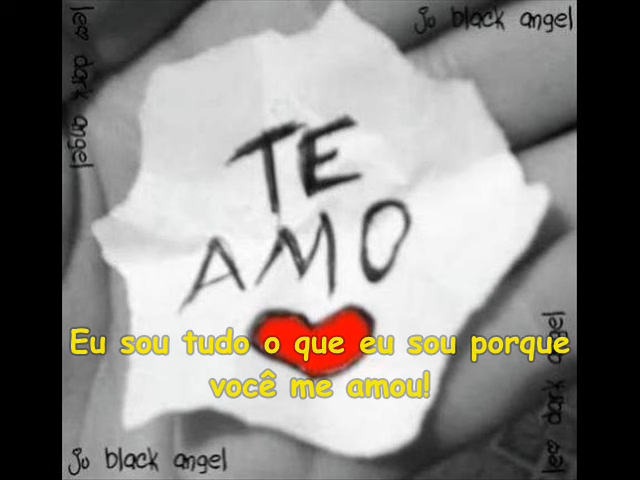 jo black angel
leo dark angel
TE
AMO
Eu sou tudo o que eu sou porque
você me amou!
leo dark angel
jo black angel